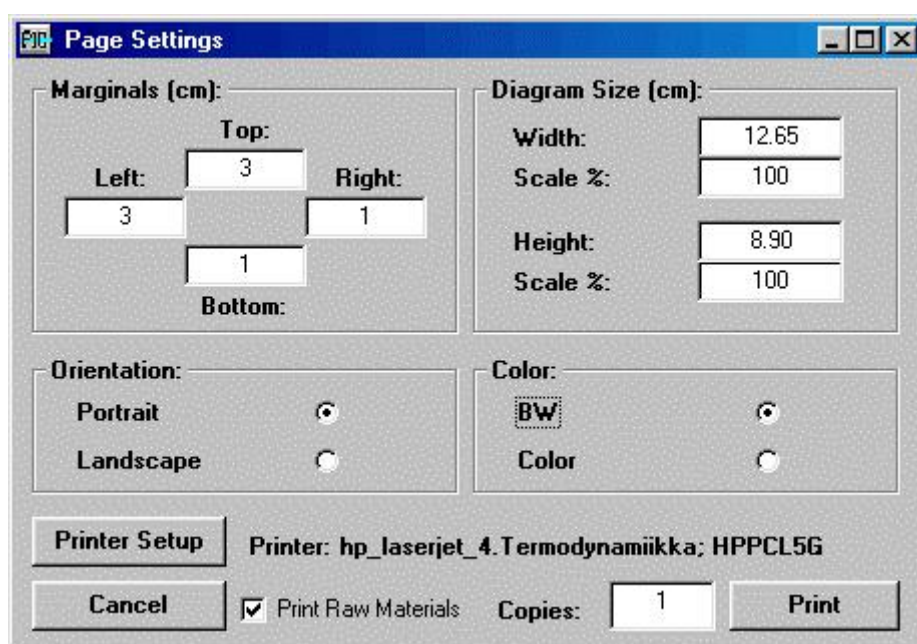 PIC Page Settings
Marginals (cm):
Top:
3
Left:
3
Right:
1
1
Bottom:
Diagram Size (cm):
Width: 12.65
Scale %: 100
Height: 8.90
Scale %: 100
Orientation:
Portrait
Landscape
Color:
BW
Color
Printer Setup Printer: hp_laserjet_4.Termodynamiikka; HPPCL5G
Cancel Print Raw Materials Copies: 1 Print